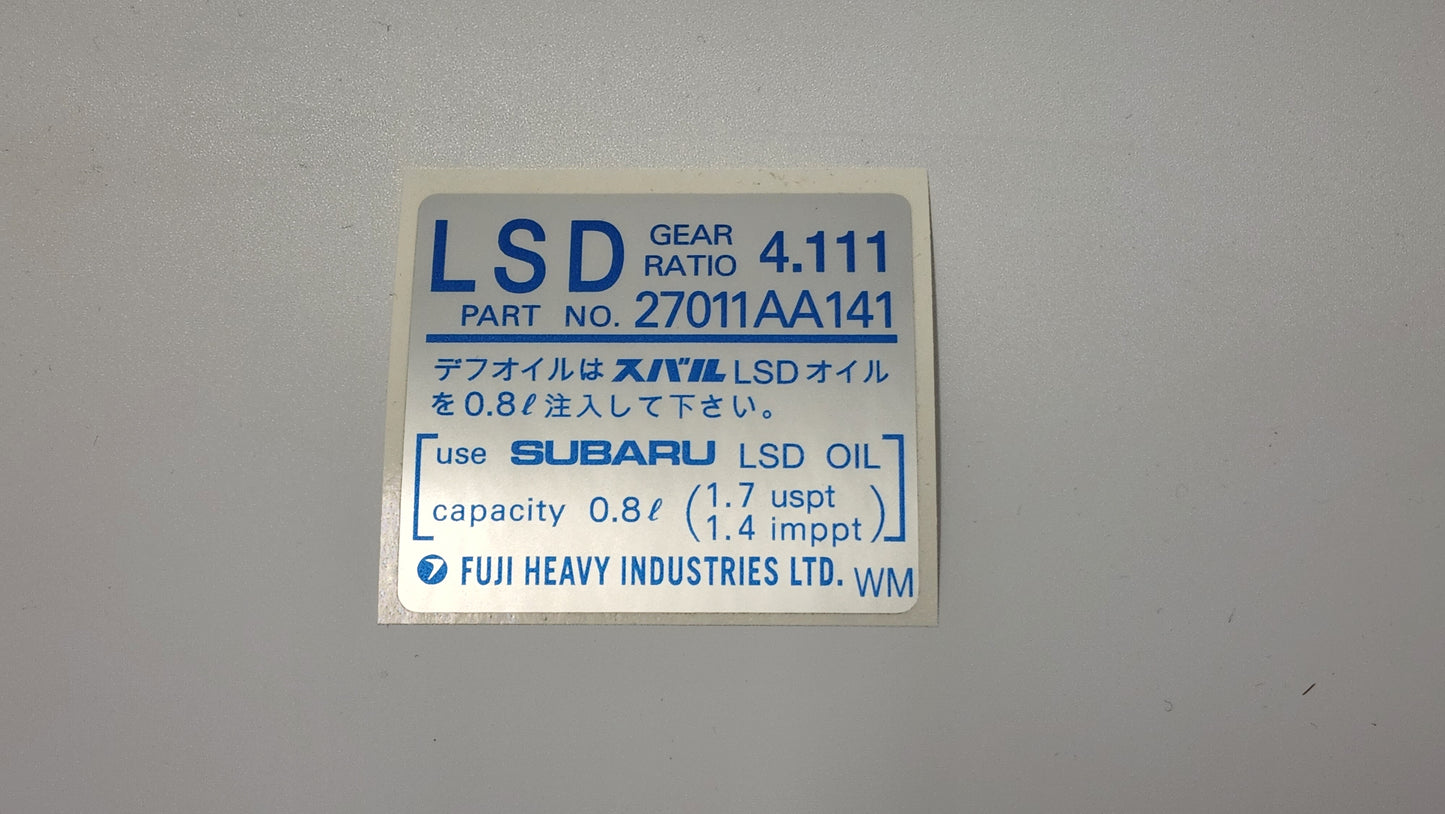 LSD GEAR RATIO 4.111
PART NO. 27011AA141
デフオイルはスバルLSDオイル
を0.8ℓ注入して下さい。
use SUBARU LSD OIL
capacity 0.8ℓ (1.7 uspt
1.4 imppt)
FUJI HEAVY INDUSTRIES LTD. WM